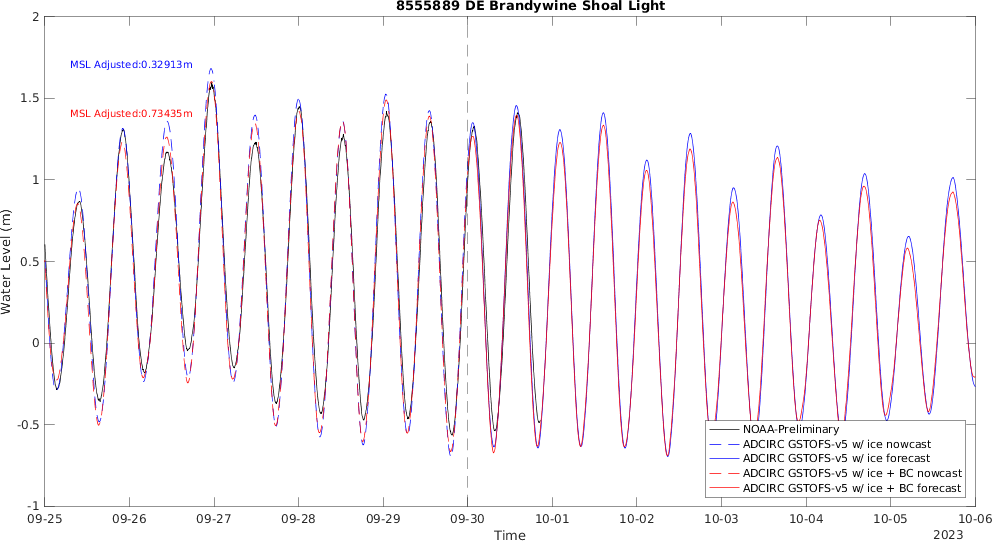 8555889 DE Brandywine Shoal Light
MSL Adjusted:0.32913m
MSL Adjusted:0.73435m
Water Level (m)
2
1.5
1
0.5
0
-0.5
-1
NOAA-Preliminary
ADCIRC GSTOFS-v5 w/ ice nowcast
ADCIRC GSTOFS-v5 w/ ice forecast
ADCIRC GSTOFS-v5 w/ ice + BC nowcast
ADCIRC GSTOFS-v5 w/ ice + BC forecast
09-25 09-26 09-27 09-28 09-29 09-30 10-01 10-02 10-03 10-04 10-05 10-06
Time
2023